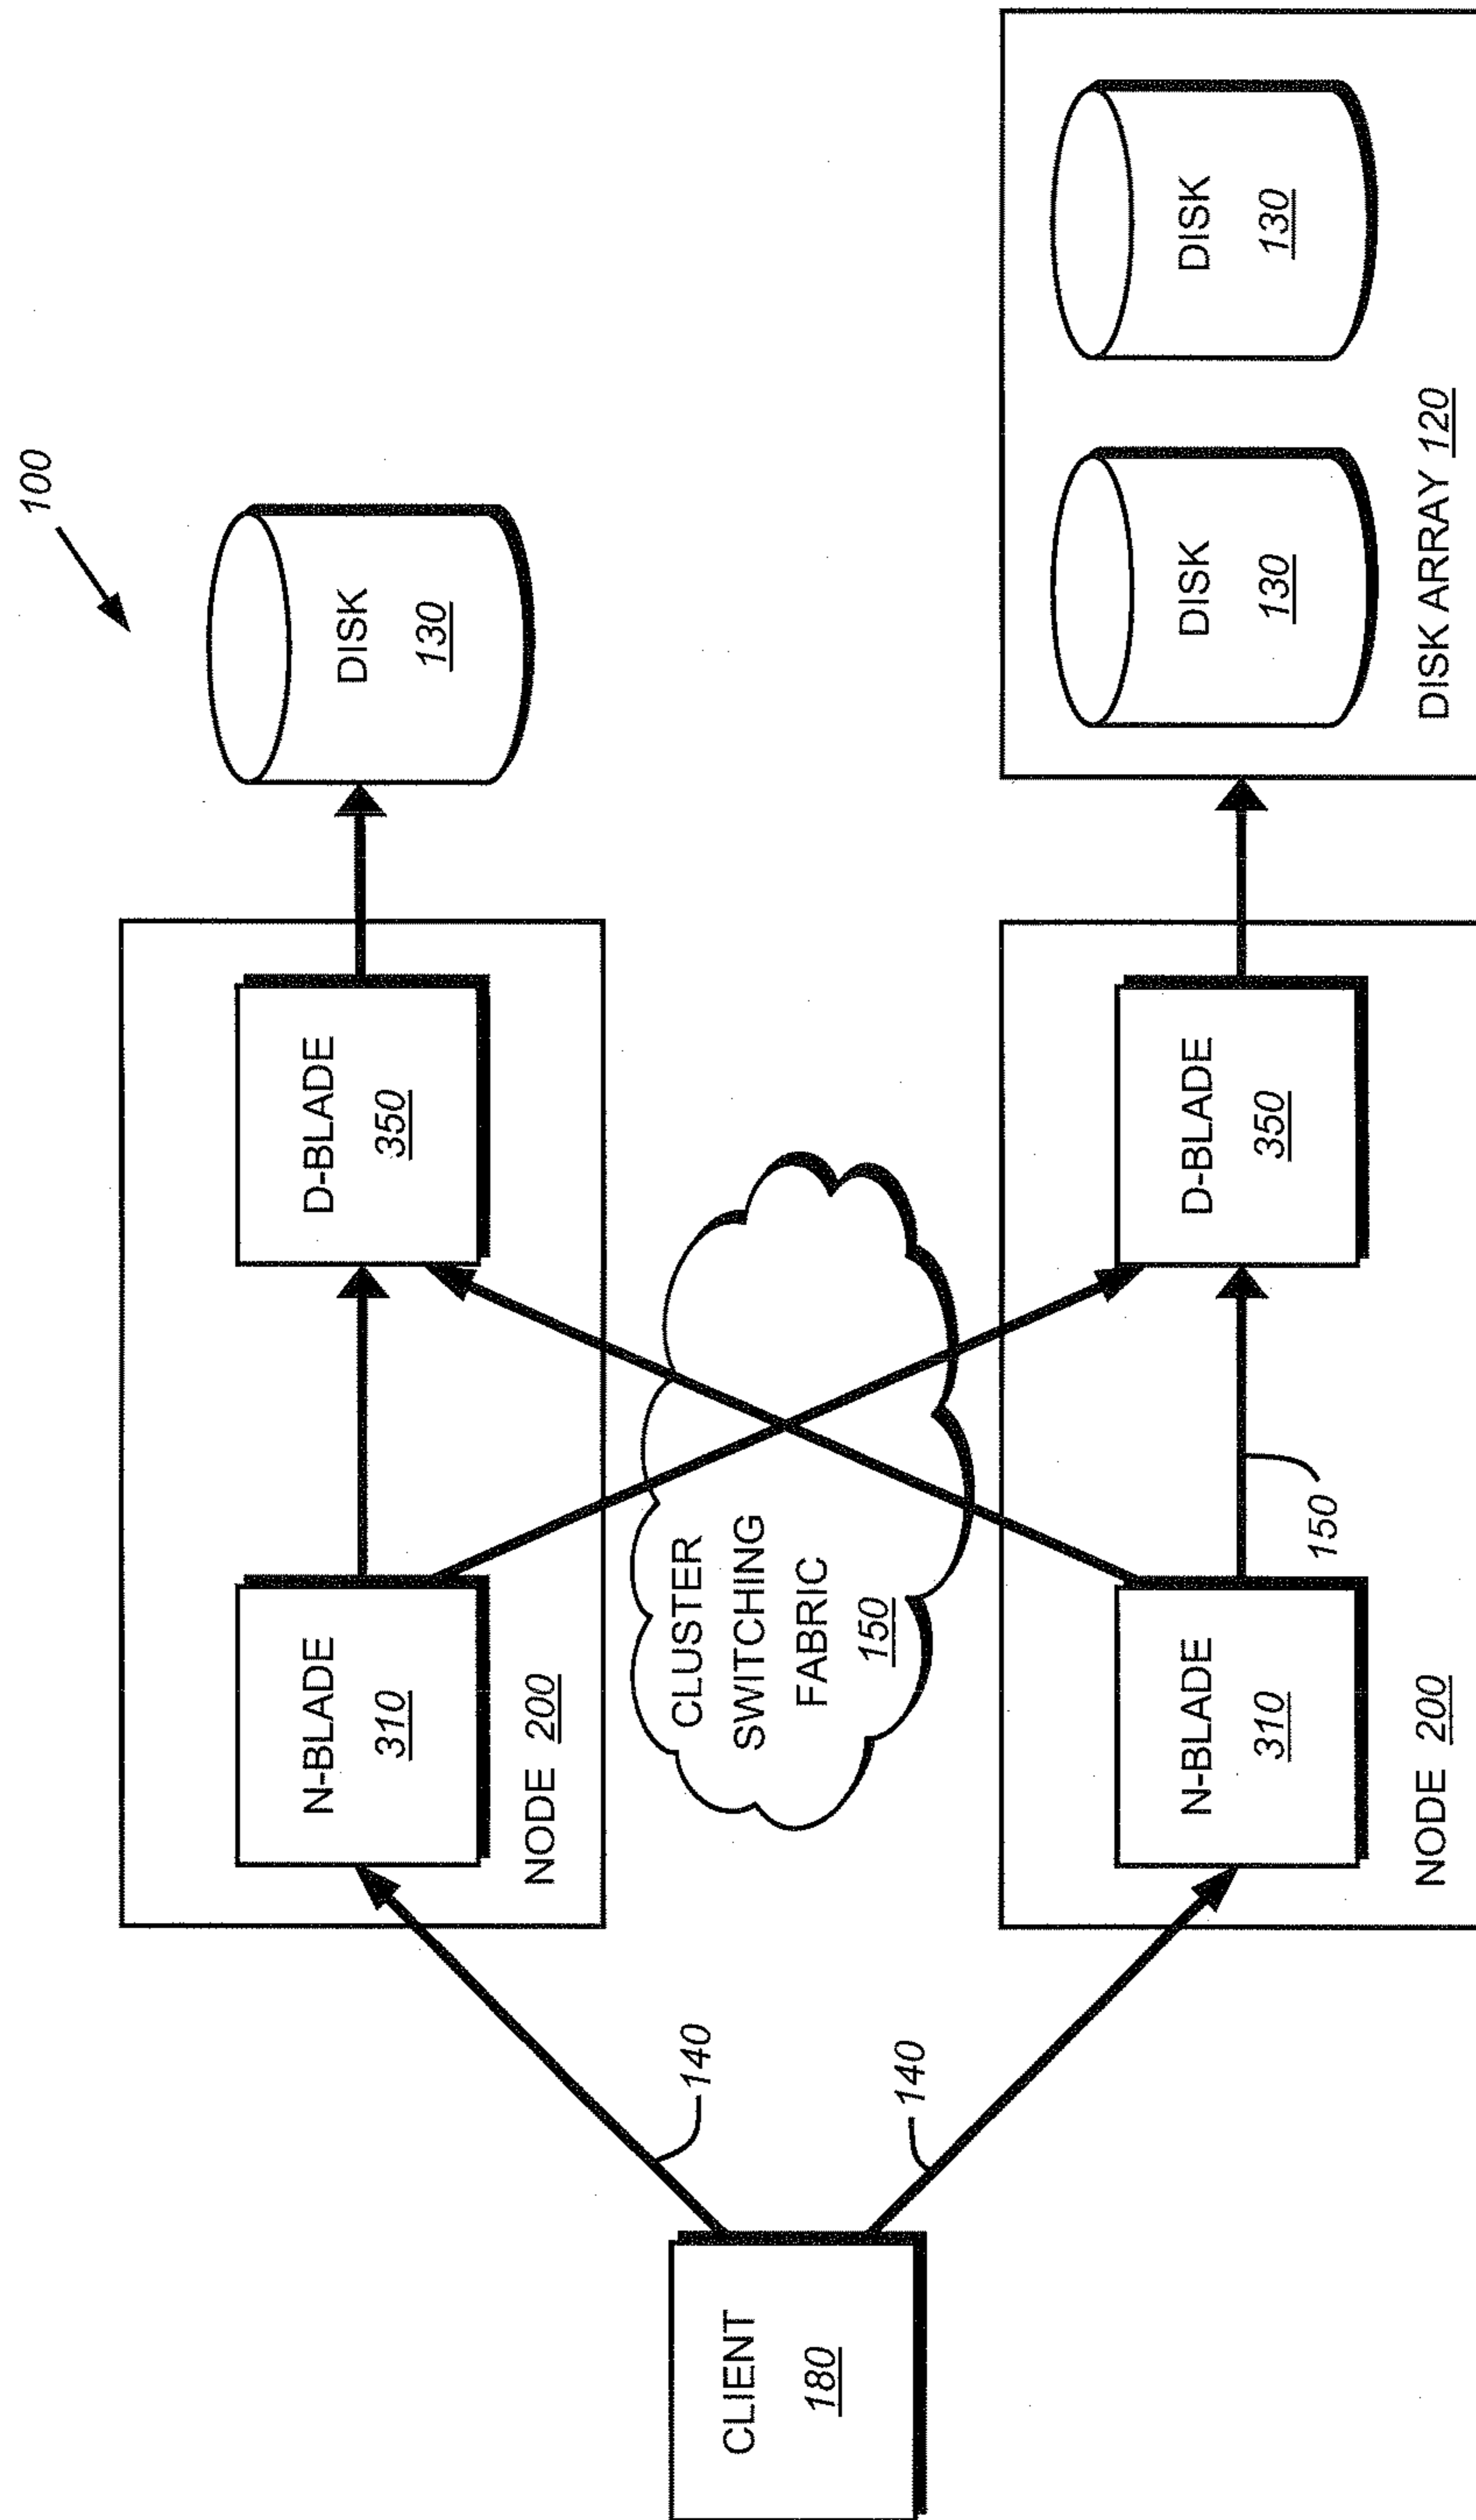 100
CLIENT
180
140
140
N-BLADE
310
NODE 200
D-BLADE
350
DISK
130
CLUSTER
SWITCHING
FABRIC
150
N-BLADE
310
NODE 200
150
D-BLADE
350
DISK
130
DISK
130
DISK ARRAY 120